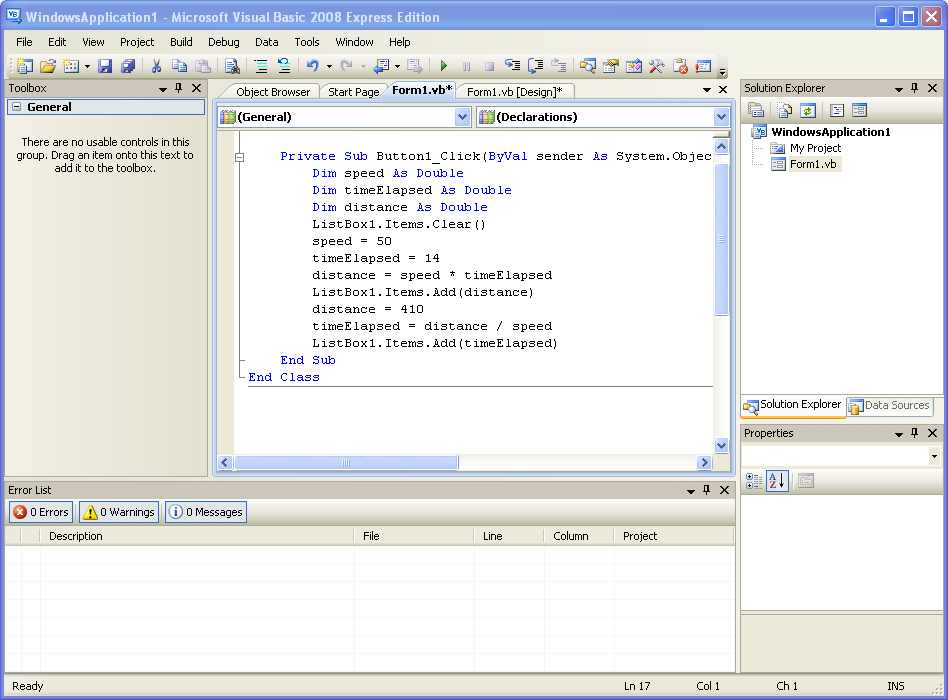 WindowsApplication1 - Microsoft Visual Basic 2008 Express Edition
File Edit View Project Build Debug Data Tools Window Help
Toolbox
General
There are no usable controls in this
group. Drag an item onto this text to
add it to the toolbox.
Object Browser Start Page Form1.vb* Form1.vb [Design]*
(General) (Declarations)
Private Sub Button1_Click(ByVal sender As System.Objec
Dim speed As Double
Dim timeElapsed As Double
Dim distance As Double
ListBox1.Items.Clear()
speed = 50
timeElapsed = 14
distance = speed * timeElapsed
ListBox1.Items.Add(distance)
distance = 410
timeElapsed = distance / speed
ListBox1.Items.Add(timeElapsed)
End Sub
End Class
Solution Explorer
WindowsApplication1
My Project
Form1.vb
Solution Explorer Data Sources
Properties
Error List
0 Errors 0 Warnings 0 Messages
Description File Line Column Project
Ready Ln 17 Col 1 Ch 1 INS